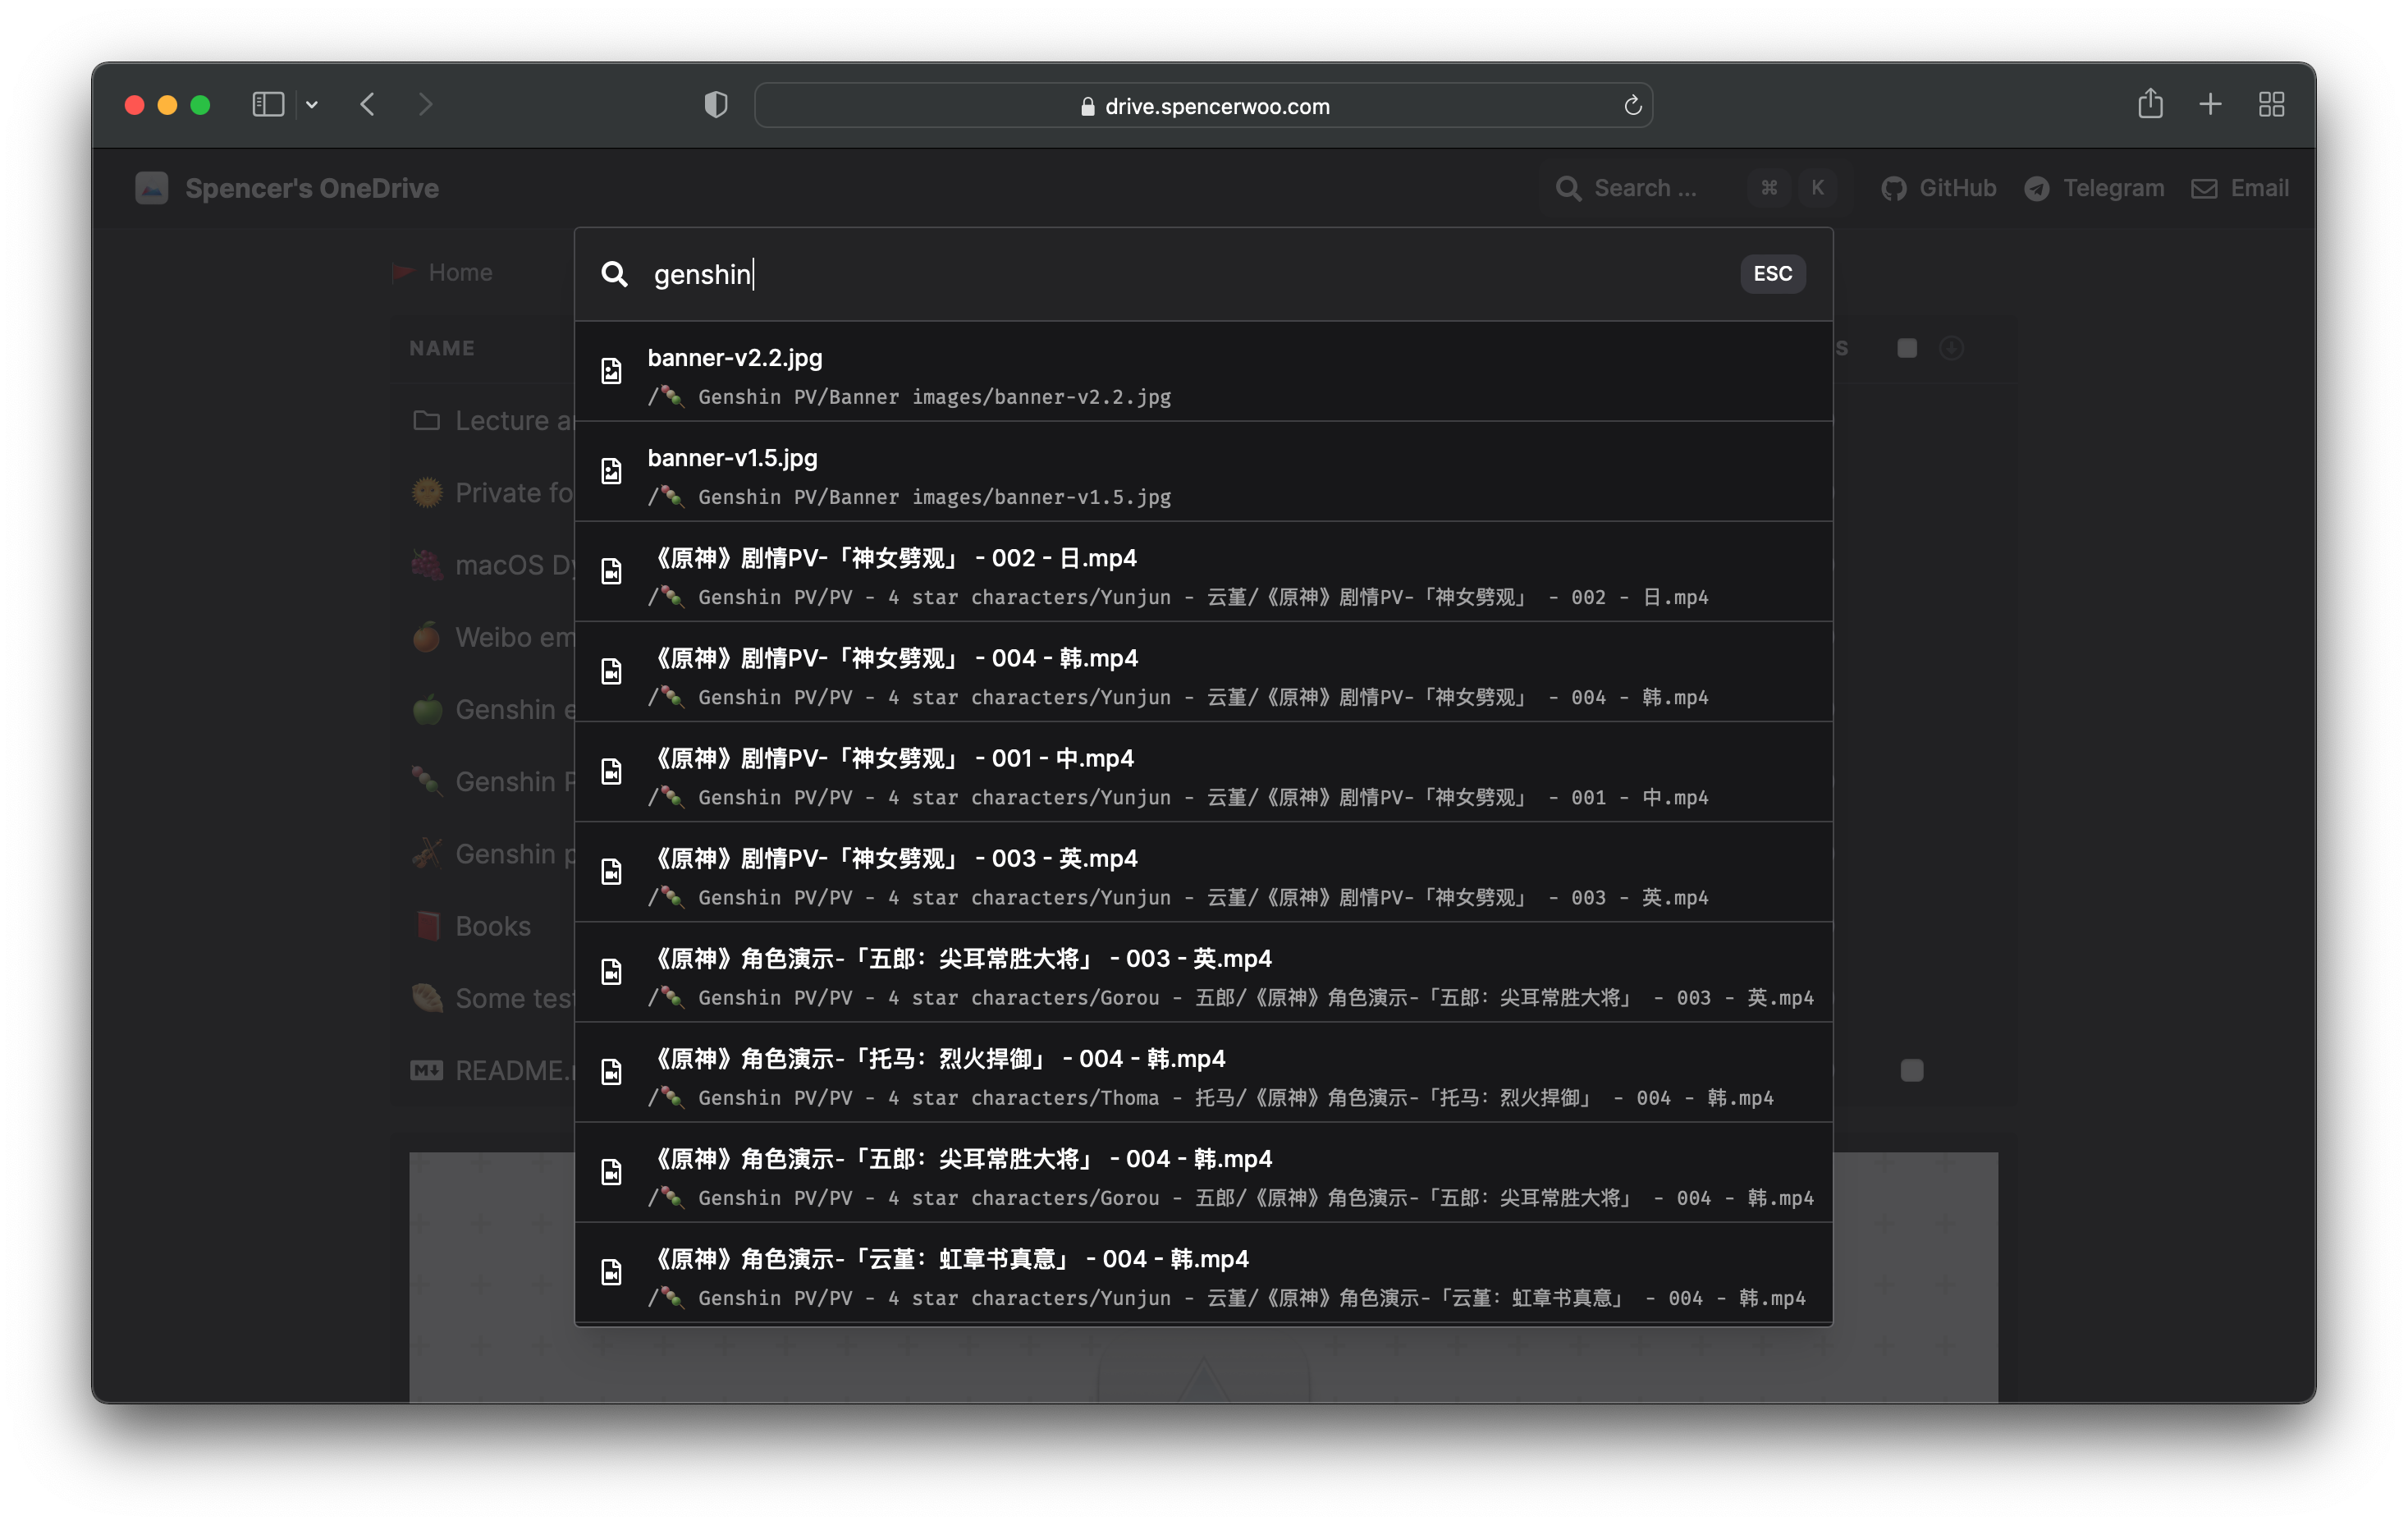 drive.spencerwoo.com
Spencer's OneDrive
Search ... ⌘ K GitHub Telegram Email
Home
genshin
ESC
NAME
banner-v2.2.jpg
/🍡 Genshin PV/Banner images/banner-v2.2.jpg
Lecture
banner-v1.5.jpg
/🍡 Genshin PV/Banner images/banner-v1.5.jpg
Private
《原神》剧情PV-「神女劈观」 - 002 - 日.mp4
/🍡 Genshin PV/PV - 4 star characters/Yunjun - 云堇/《原神》剧情PV-「神女劈观」 - 002 - 日.mp4
macOS
《原神》剧情PV-「神女劈观」 - 004 - 韩.mp4
/🍡 Genshin PV/PV - 4 star characters/Yunjun - 云堇/《原神》剧情PV-「神女劈观」 - 004 - 韩.mp4
Weibo
《原神》剧情PV-「神女劈观」 - 001 - 中.mp4
/🍡 Genshin PV/PV - 4 star characters/Yunjun - 云堇/《原神》剧情PV-「神女劈观」 - 001 - 中.mp4
Genshin
Genshin
《原神》剧情PV-「神女劈观」 - 003 - 英.mp4
/🍡 Genshin PV/PV - 4 star characters/Yunjun - 云堇/《原神》剧情PV-「神女劈观」 - 003 - 英.mp4
Genshin
《原神》角色演示-「五郎：尖耳常胜大将」 - 003 - 英.mp4
/🍡 Genshin PV/PV - 4 star characters/Gorou - 五郎/《原神》角色演示-「五郎：尖耳常胜大将」 - 003 - 英.mp4
Books
Some
《原神》角色演示-「托马：烈火捍御」 - 004 - 韩.mp4
/🍡 Genshin PV/PV - 4 star characters/Thoma - 托马/《原神》角色演示-「托马：烈火捍御」 - 004 - 韩.mp4
README.
《原神》角色演示-「五郎：尖耳常胜大将」 - 004 - 韩.mp4
/🍡 Genshin PV/PV - 4 star characters/Gorou - 五郎/《原神》角色演示-「五郎：尖耳常胜大将」 - 004 - 韩.mp4
《原神》角色演示-「云堇：虹章书真意」 - 004 - 韩.mp4
/🍡 Genshin PV/PV - 4 star characters/Yunjun - 云堇/《原神》角色演示-「云堇：虹章书真意」 - 004 - 韩.mp4